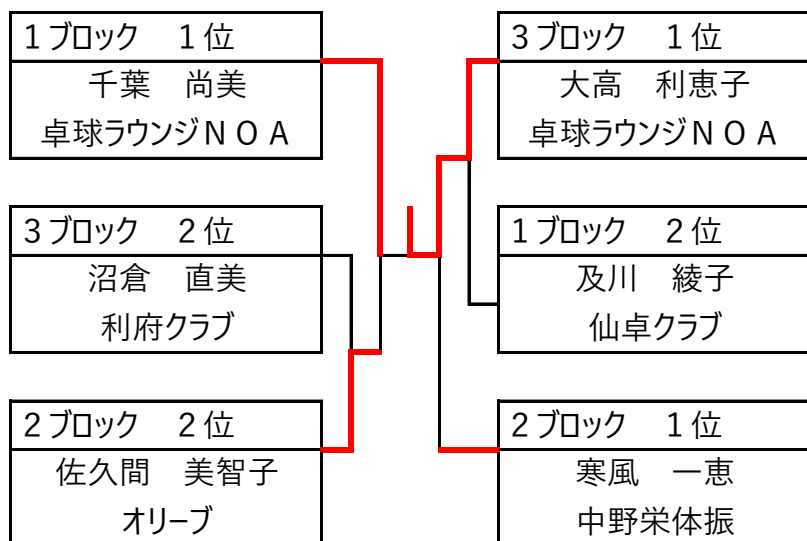 1ブロック　1位
千葉　尚美
卓球ラウンジNOA
3ブロック　2位
沼倉　直美
利府クラブ
2ブロック　2位
佐久間　美智子
オリーブ
3ブロック　1位
大高　利恵子
卓球ラウンジNOA
1ブロック　2位
及川　綾子
仙卓クラブ
2ブロック　1位
寒風　一恵
中野栄体振